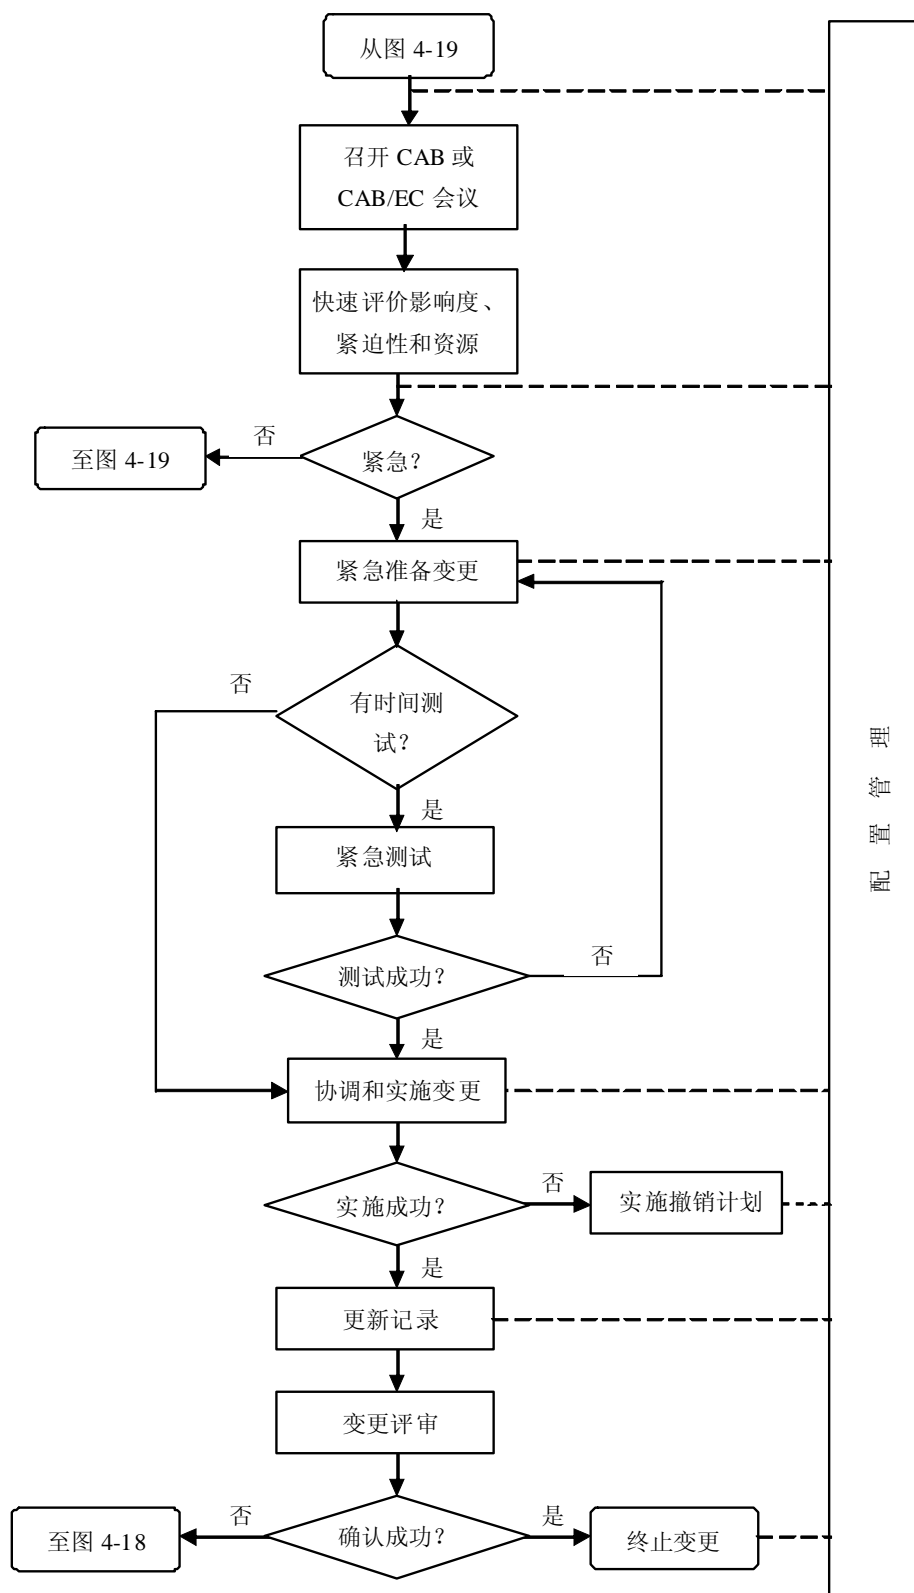 从图 4-19
召开 CAB 或
CAB/EC 会议
快速评价影响度、
紧迫性和资源
否
至图 4-19
紧急?
是
紧急准备变更
否
有时间测
试?
是
紧急测试
测试成功?
否
是
协调和实施变更
实施成功?
否
实施撤销计划
是
更新记录
变更评审
否
至图 4-18
确认成功?
是
终止变更
配置管理